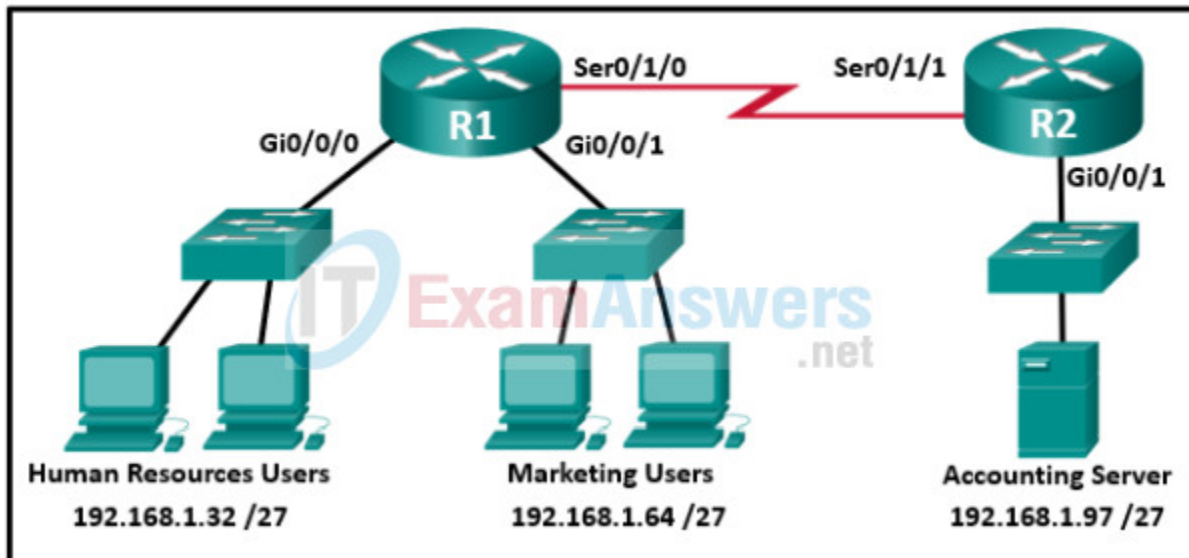 Ser0/1/0
Ser0/1/1
R1
R2
Gi0/0/0
Gi0/0/1
Gi0/0/1
ITExamAnswers
.net
Human Resources Users
Marketing Users
Accounting Server
192.168.1.32 /27
192.168.1.64 /27
192.168.1.97 /27